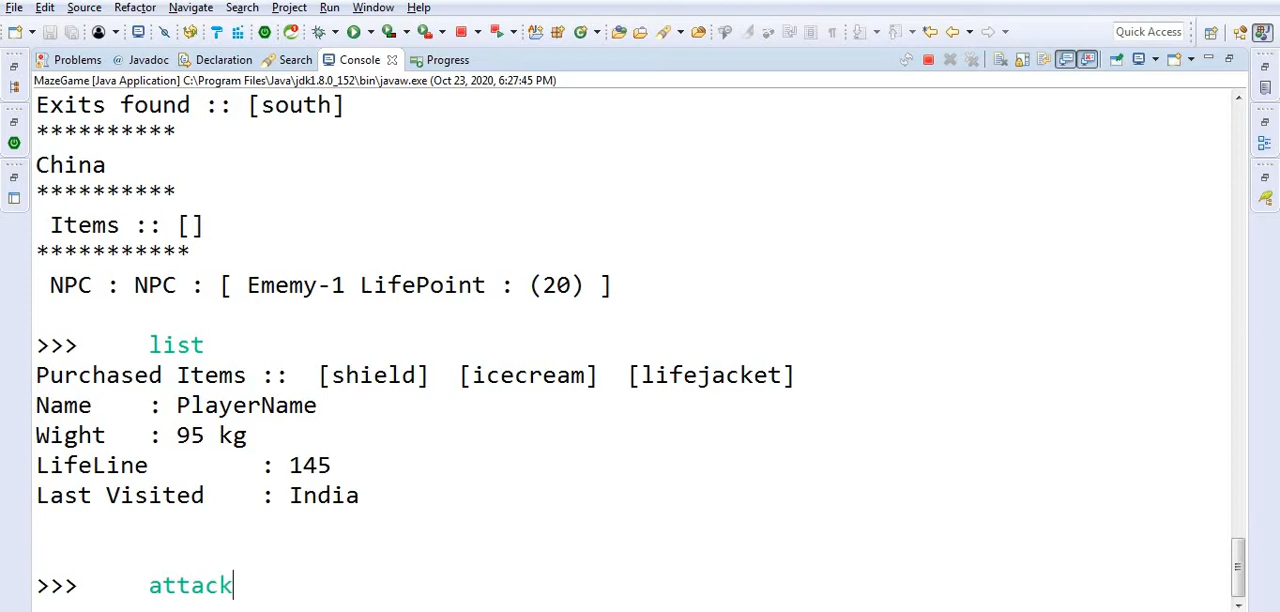 File Edit Source Refactor Navigate Search Project Run Window Help
Quick Access
Problems @ Javadoc Declaration Search Console Progress
MazeGame [Java Application] C:\Program Files\Java\jdk1.8.0_152\bin\javaw.exe (Oct 23, 2020, 6:27:45 PM)
Exits found :: [south]
**********
China
**********
Items :: []
***********
NPC : NPC : [ Ememy-1 LifePoint : (20) ]
>>> list
Purchased Items :: [shield] [icecream] [lifejacket]
Name : PlayerName
Wight : 95 kg
LifeLine : 145
Last Visited : India
>>> attack